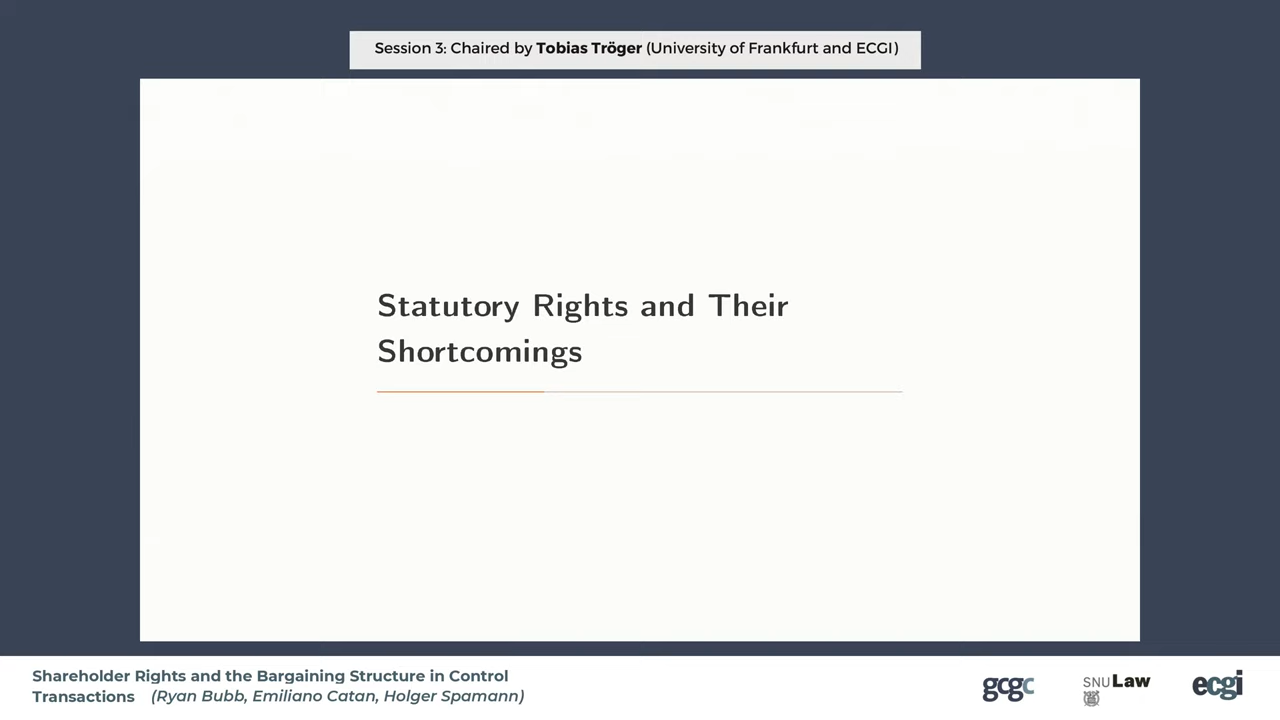 Session 3: Chaired by Tobias Tröger (University of Frankfurt and ECGI)
Statutory Rights and Their
Shortcomings
Shareholder Rights and the Bargaining Structure in Control
Transactions (Ryan Bubb, Emiliano Catan, Holger Spamann)
gcgc
SNU Law
ecgi